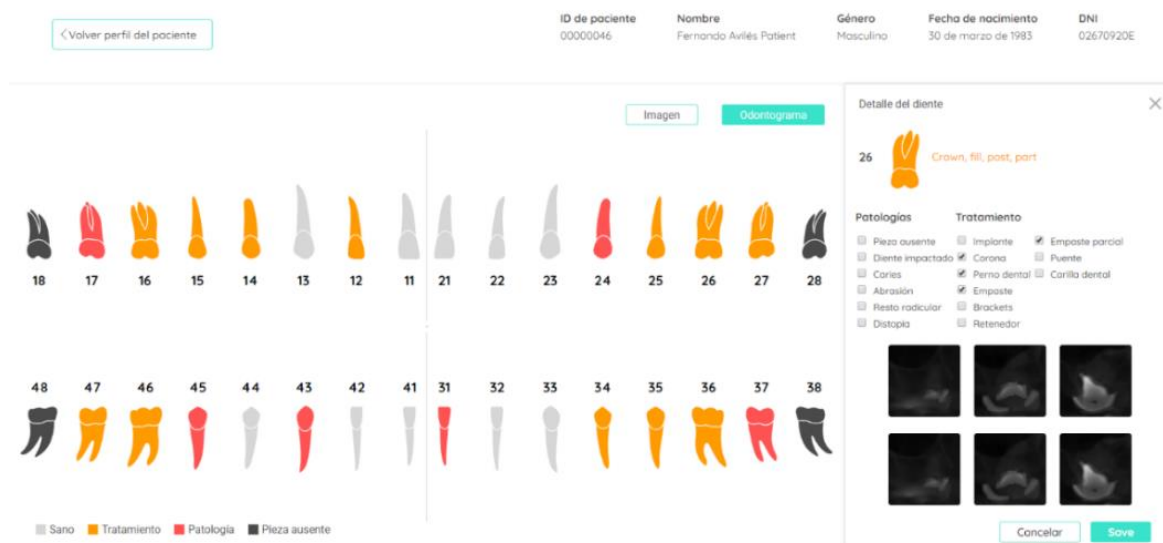 <Volver perfil del paciente
ID de paciente
00000046
Nombre
Fernando Avilés Patient
Género
Masculino
Fecha de nacimiento
30 de marzo de 1983
DNI
02670920E
Imagen
Odontograma
18 17 16 15 14 13 12 11 21 22 23 24 25 26 27 28
48 47 46 45 44 43 42 41 31 32 33 34 35 36 37 38
Sano Tratamiento Patología Pieza ausente
Detalle del diente
26
Crown, fill, post, part
Patologías
Pieza ausente
Diente impactado
Caries
Abrasión
Resto radicular
Distopia
Tratamiento
Implante
Corona
Perno dental
Empaste
Brackets
Retenedor
Empaste parcial
Puente
Carilla dental
Cancelar
Save